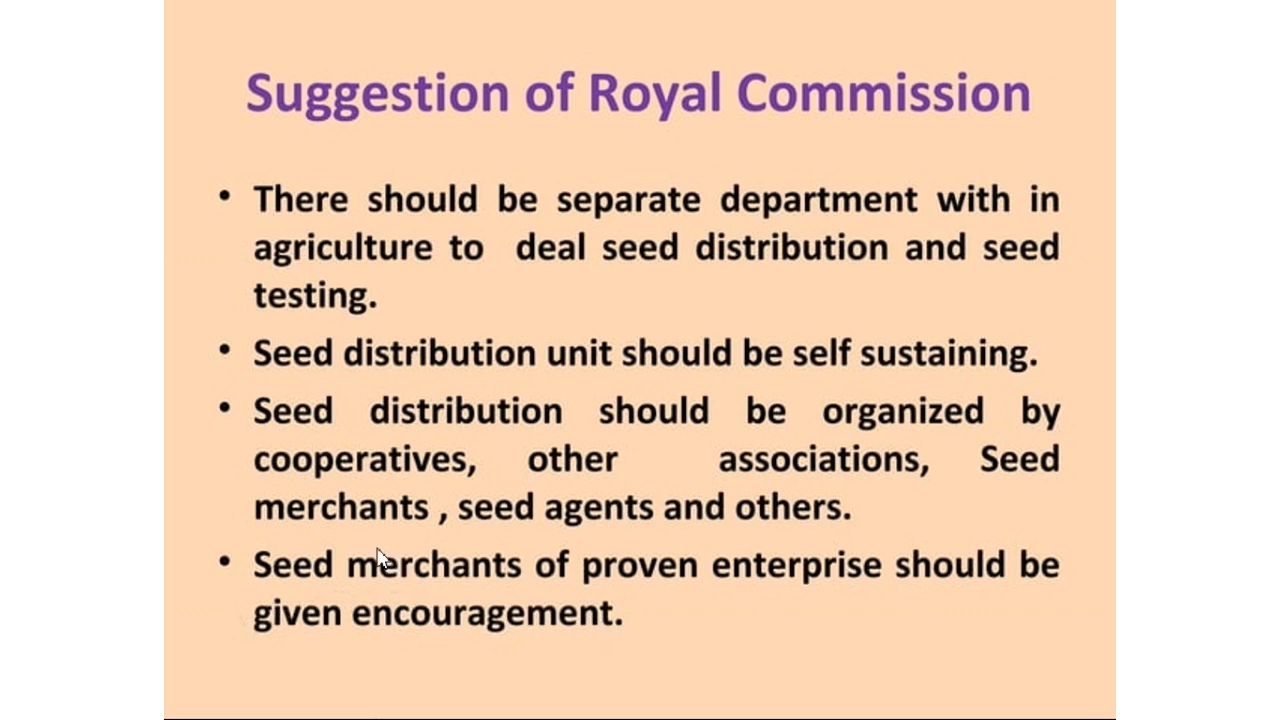 Suggestion of Royal Commission
• There should be separate department with in
agriculture to deal seed distribution and seed
testing.
• Seed distribution unit should be self sustaining.
• Seed distribution should be organized by
cooperatives, other associations, Seed
merchants , seed agents and others.
• Seed merchants of proven enterprise should be
given encouragement.